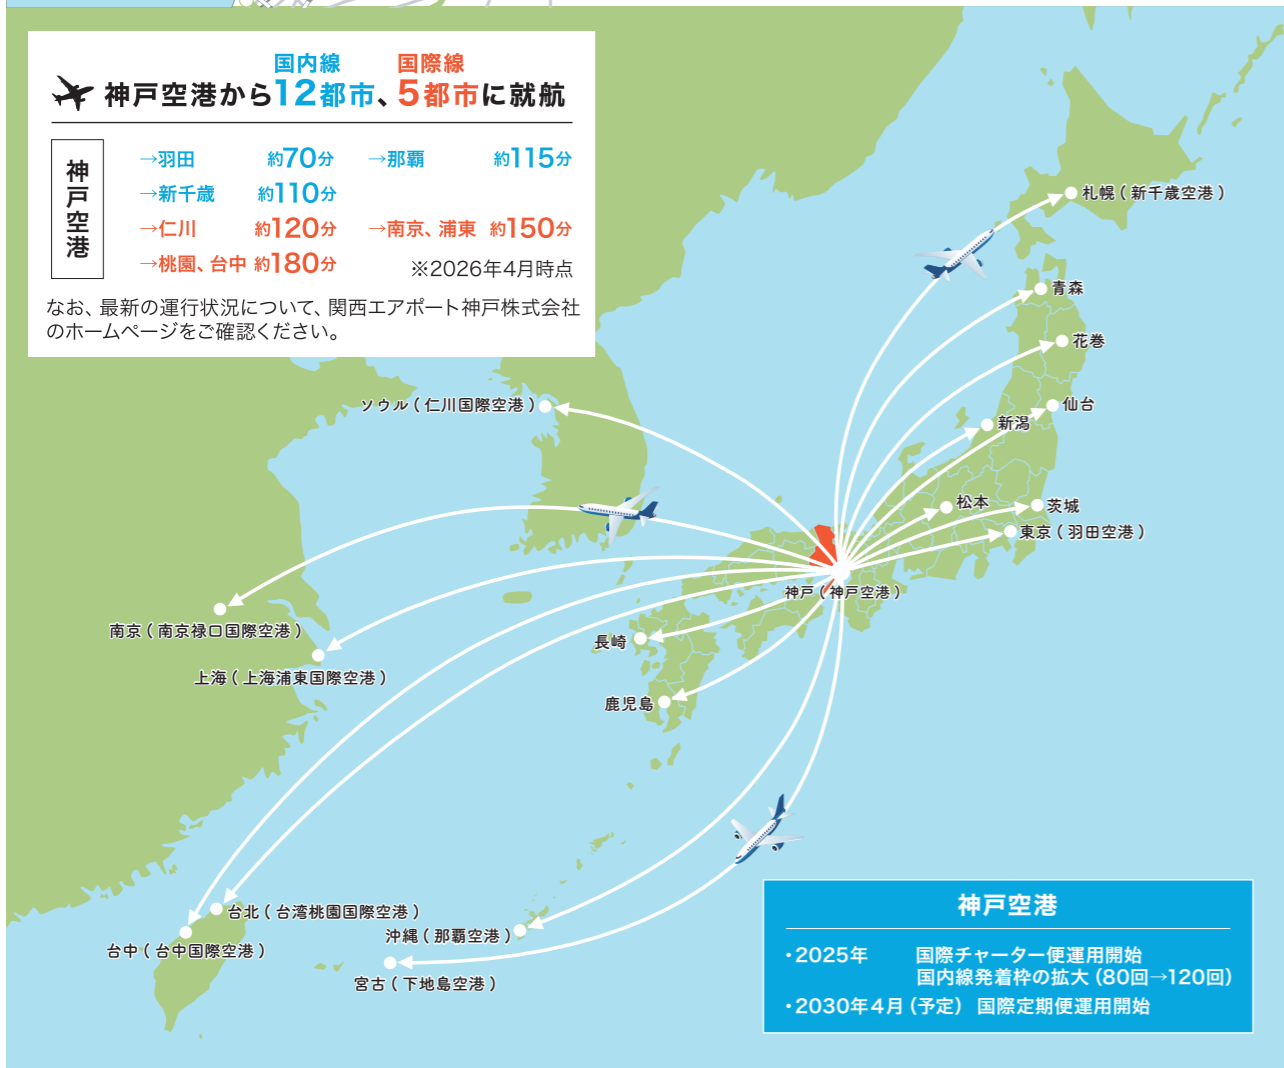 国内線 国際線
神戸空港から12都市、5都市に就航
神戸空港
→羽田 約70分 →那覇 約115分
→新千歳 約110分
→仁川 約120分 →南京、浦東 約150分
→桃園、台中 約180分 ※2026年4月時点
なお、最新の運行状況について、関西エアポート神戸株式会社
のホームページをご確認ください。
札幌(新千歳空港)
青森
花巻
仙台
新潟
ソウル(仁川国際空港)
松本
茨城
東京(羽田空港)
神戸(神戸空港)
南京(南京禄口国際空港)
長崎
上海(上海浦東国際空港)
鹿児島
台北(台湾桃園国際空港)
沖縄(那覇空港)
台中(台中国際空港)
宮古(下地島空港)
神戸空港
・2025年 国際チャーター便運用開始
国内線発着枠の拡大(80回→120回)
・2030年4月(予定) 国際定期便運用開始